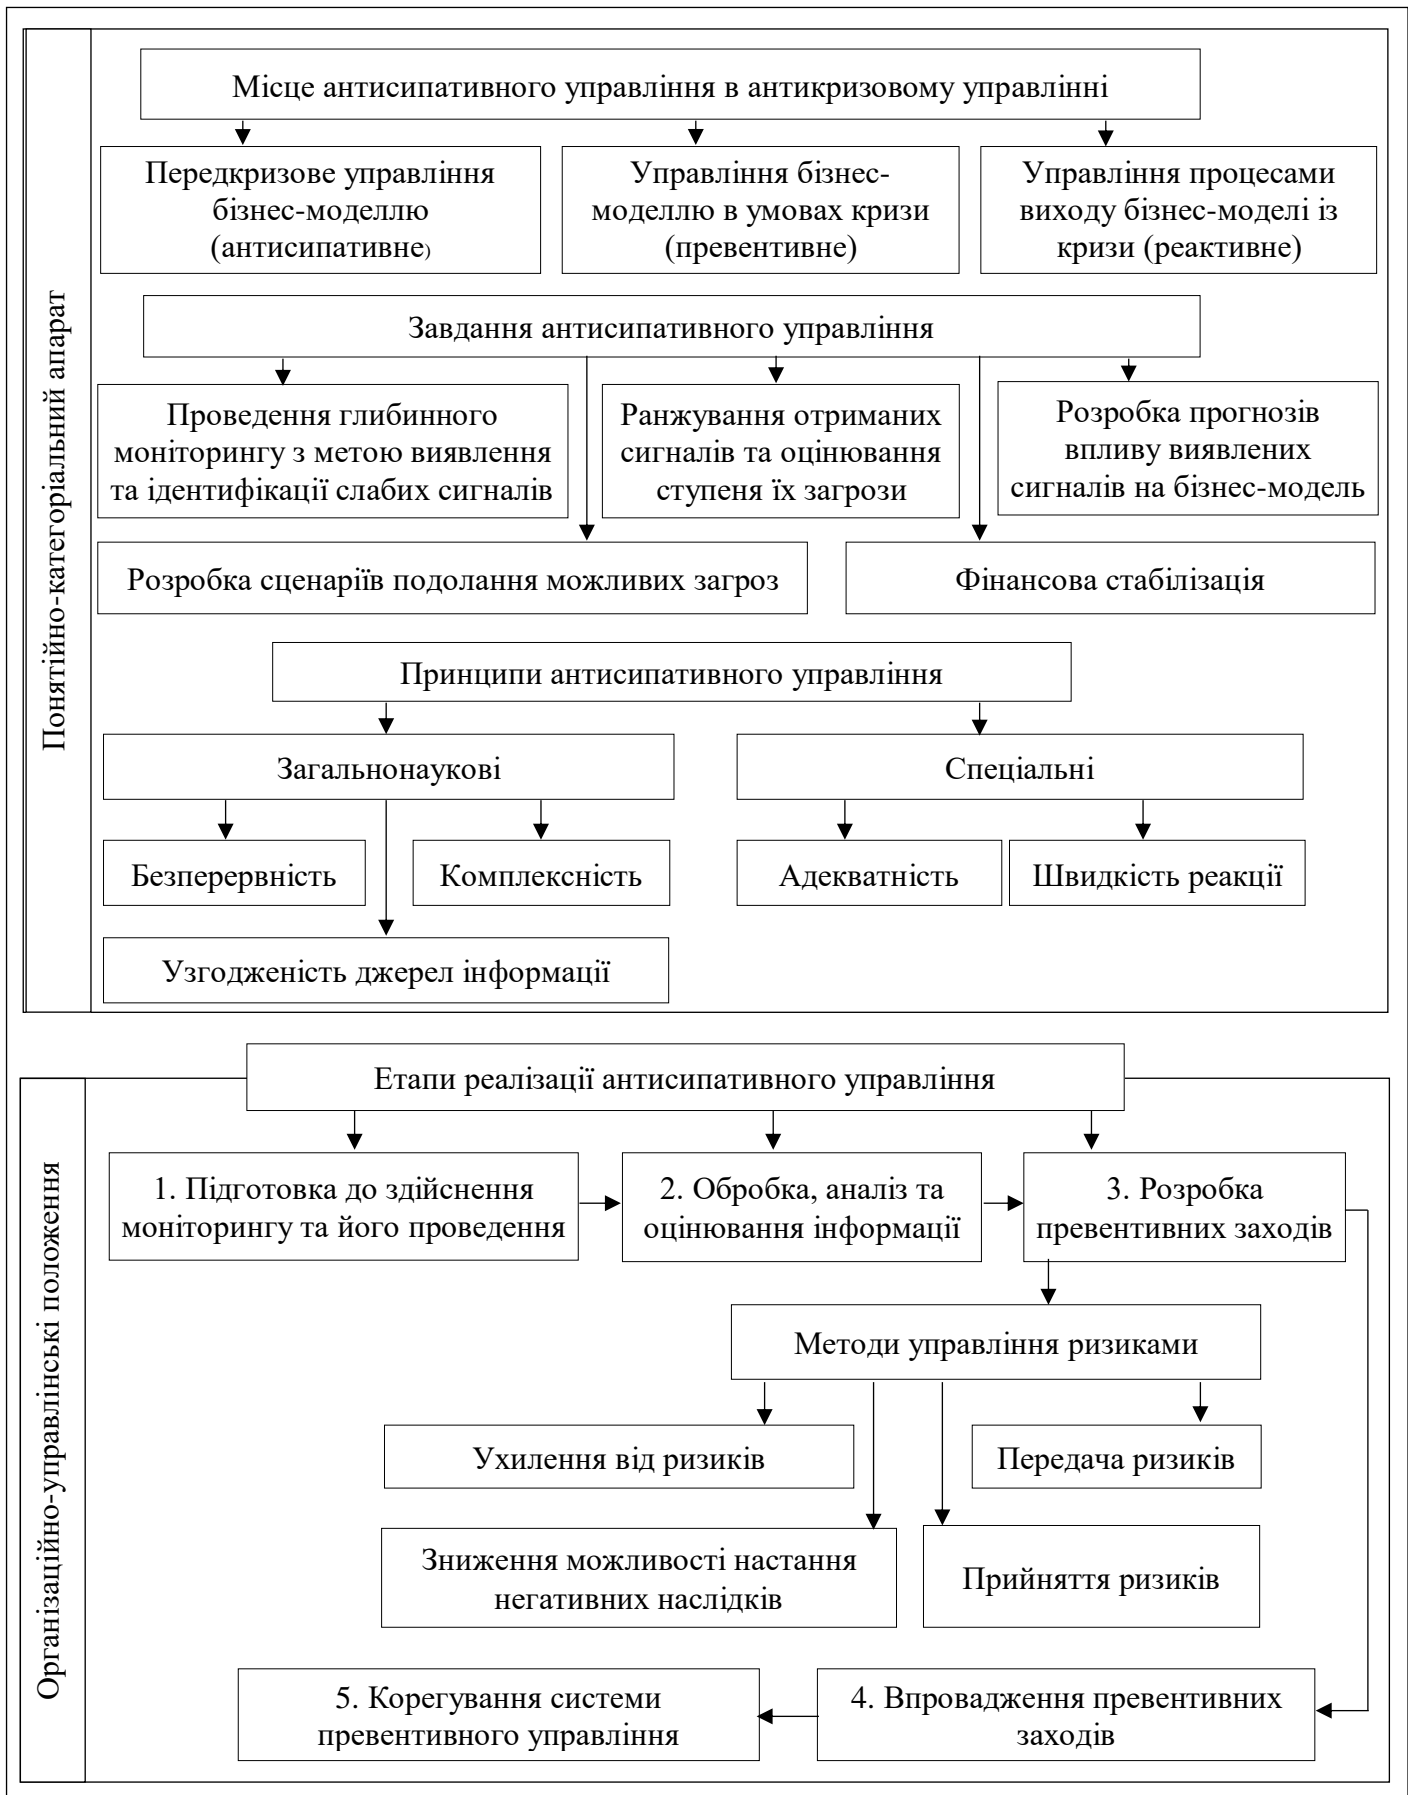 Понятійно-категоріальний апарат
Місце антисипативного управління в антикризовому управлінні
Передкризове управління
бізнес-моделлю
(антисипативне)
Управління бізнес-
моделлю в умовах кризи
(превентивне)
Управління процесами
виходу бізнес-моделі із
кризи (реактивне)
Завдання антисипативного управління
Проведення глибинного
моніторингу з метою виявлення
та ідентифікації слабих сигналів
Ранжування отриманих
сигналів та оцінювання
ступеня їх загрози
Розробка прогнозів
впливу виявлених
сигналів на бізнес-модель
Розробка сценаріїв подолання можливих загроз
Фінансова стабілізація
Принципи антисипативного управління
Загальнонаукові
Спеціальні
Безперервність
Комплексність
Адекватність
Швидкість реакції
Узгодженість джерел інформації
Організаційно-управлінські положення
Етапи реалізації антисипативного управління
1. Підготовка до здійснення
моніторингу та його проведення
2. Обробка, аналіз та
оцінювання інформації
3. Розробка
превентивних заходів
Методи управління ризиками
Ухилення від ризиків
Передача ризиків
Зниження можливості настання
негативних наслідків
Прийняття ризиків
5. Корегування системи
превентивного управління
4. Впровадження превентивних
заходів